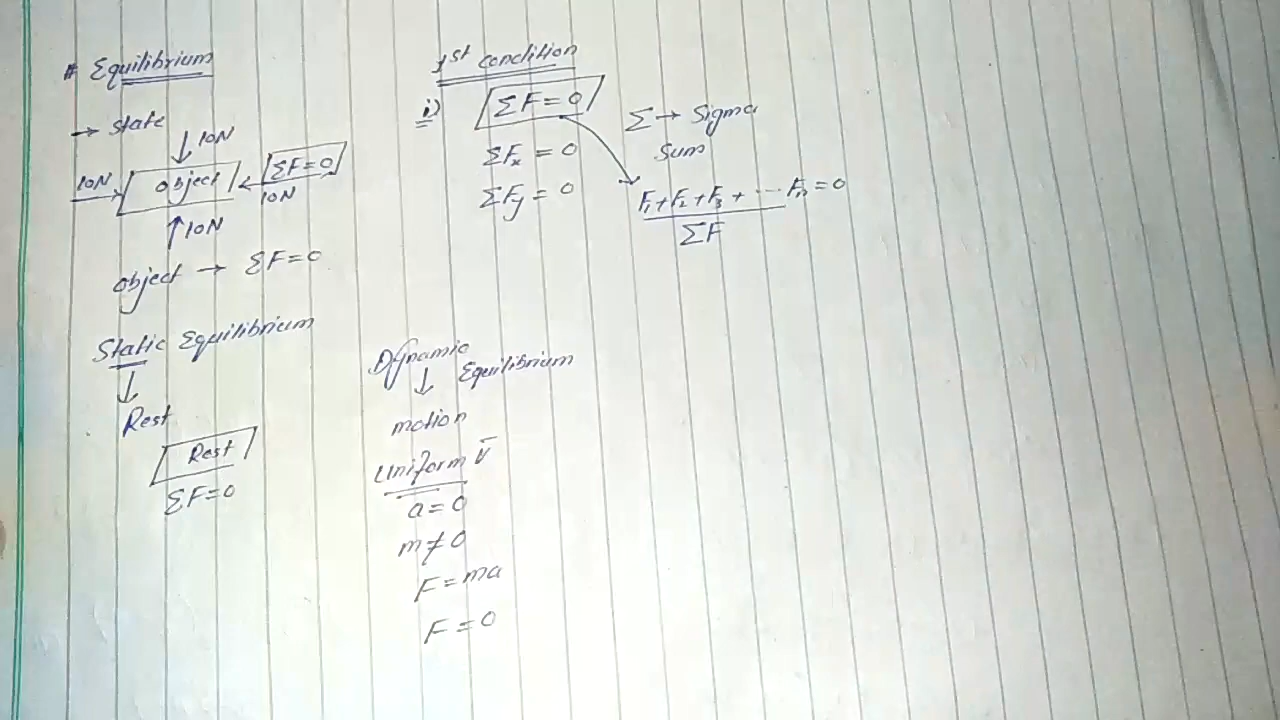 # Equilibrium
→ State
↓ 10N
10N → object ← ΣF=0
10N
↑10N
object → ΣF=0
Static Equilibrium
↓
Rest
Rest
ΣF=0
1st condition
i) ΣF=0
ΣFx = 0
ΣFy = 0
Σ → Sigma
Sum
F1+F2+F3+ ---- Fn=0
ΣF
Dynamic Equilibrium
↓
motion
uniform v̄
a=0
m≠0
F=ma
F=0